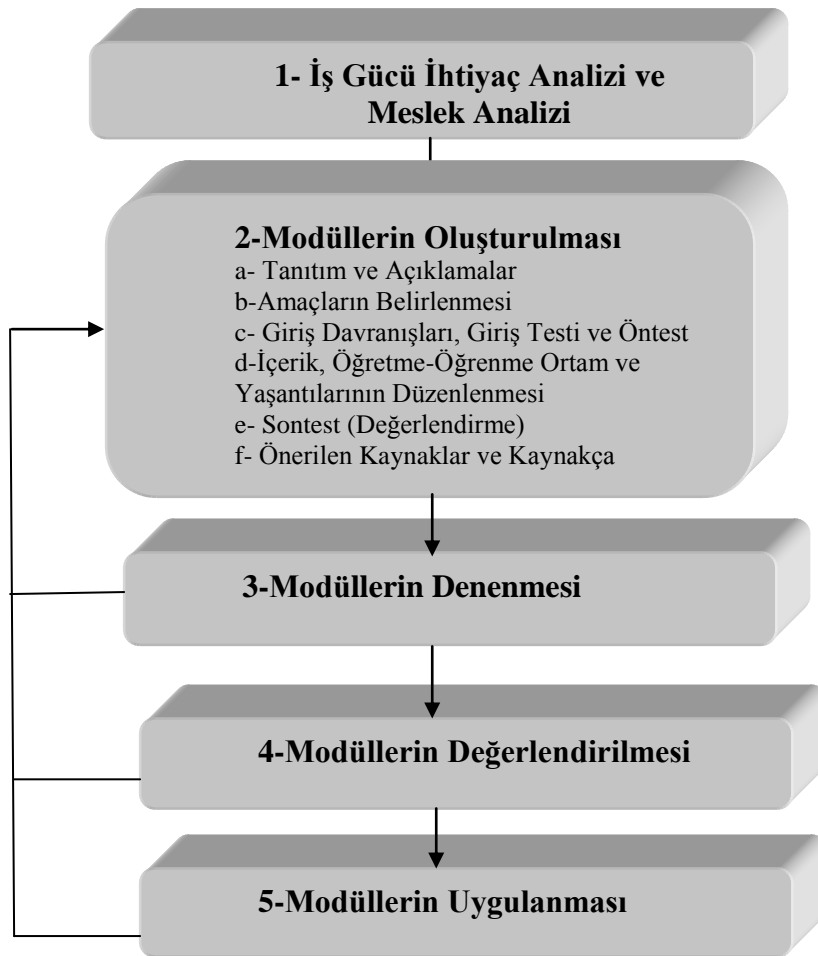 1- İş Gücü İhtiyaç Analizi ve
Meslek Analizi
2-Modüllerin Oluşturulması
a- Tanıtım ve Açıklamalar
b-Amaçların Belirlenmesi
c- Giriş Davranışları, Giriş Testi ve Öntest
d-İçerik, Öğretme-Öğrenme Ortam ve
Yaşantılarının Düzenlenmesi
e- Sontest (Değerlendirme)
f- Önerilen Kaynaklar ve Kaynakça
3-Modüllerin Denenmesi
4-Modüllerin Değerlendirilmesi
5-Modüllerin Uygulanması